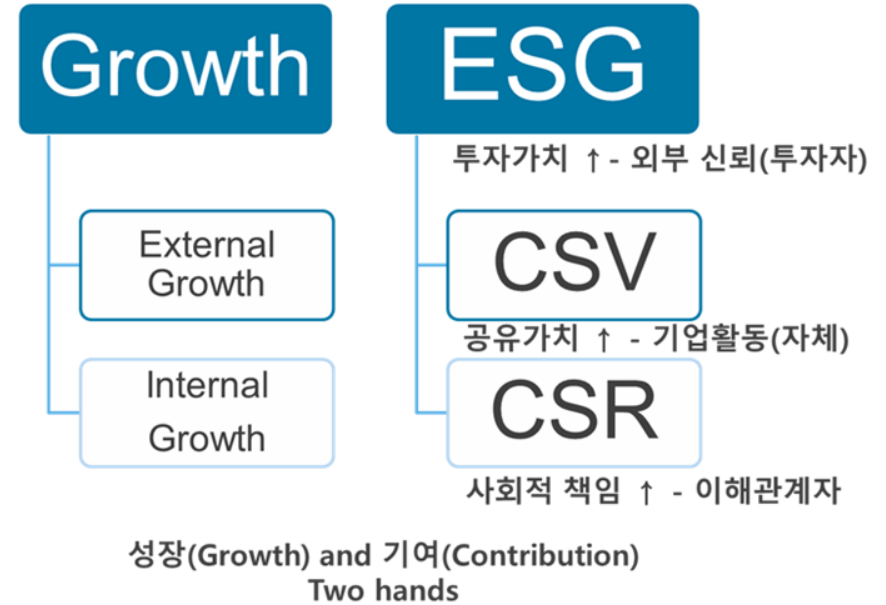 Growth
External
Growth
Internal
Growth
ESG
투자가치 ↑ - 외부 신뢰(투자자)
CSV
공유가치 ↑ - 기업활동(자체)
CSR
사회적 책임 ↑ - 이해관계자
성장(Growth) and 기여(Contribution)
Two hands